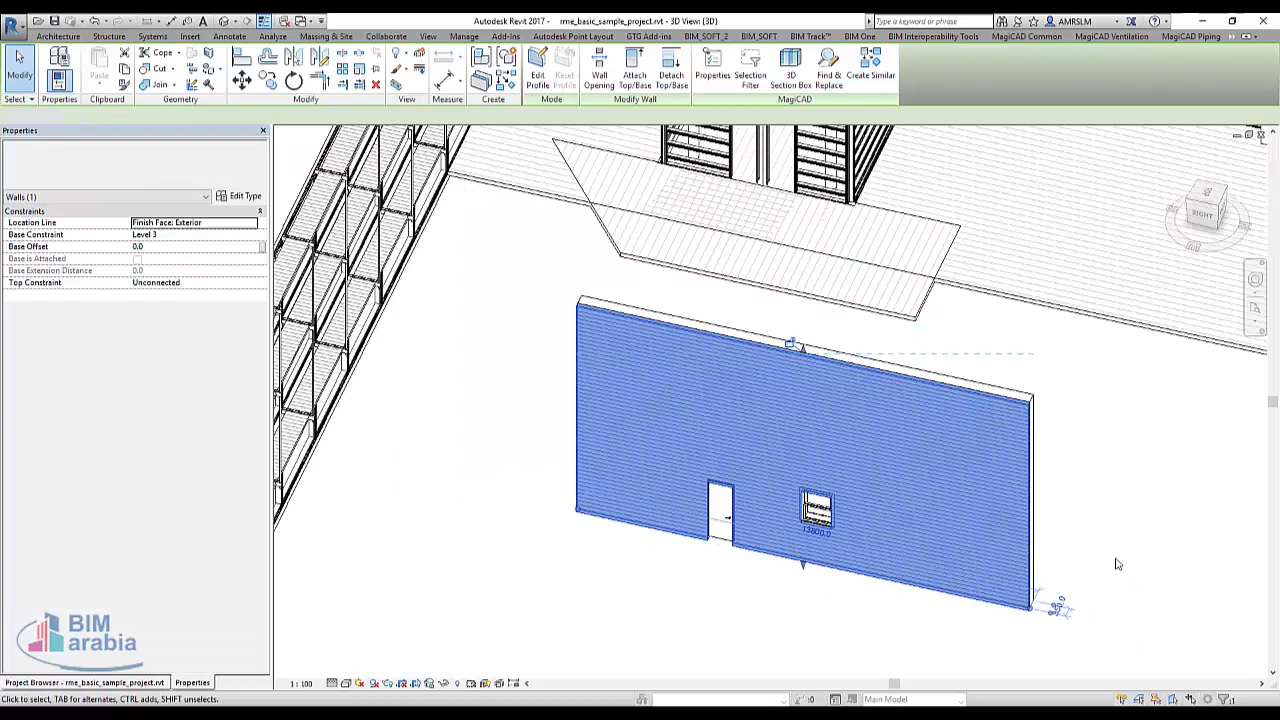 Autodesk Revit 2017 - rme_basic_sample_project.rvt - 3D View: {3D}
Type a keyword or phrase
AMRSLM
Architecture Structure Systems Insert Annotate Analyze Massing & Site Collaborate View Manage Add-Ins Autodesk Point Layout GTG Add-ins BIM_SOFT_2 BIM_SOFT BIM Track™ BIM One BIM Interoperability Tools MagiCAD Common MagiCAD Ventilation MagiCAD Piping
Modify
Properties
Paste
Cope
Cut
Join
Edit Profile
Reset Profile
Wall Opening
Attach Top/Base
Detach Top/Base
Properties
Selection Filter
3D Section Box
Find & Replace
Create Similar
Select Properties Clipboard Geometry Modify View Measure Create Mode Modify Wall MagiCAD
Properties
Walls (1)
Edit Type
Constraints
Location Line Finish Face: Exterior
Base Constraint Level 3
Base Offset 0.0
Base is Attached
Base Extension Distance 0.0
Top Constraint Unconnected
RIGHT
13600.0
BIM
arabia
Project Browser - rme_basic_sample_project.rvt Properties
1 : 100
Click to select, TAB for alternates, CTRL adds, SHIFT unselects.
:0
Main Model
:1